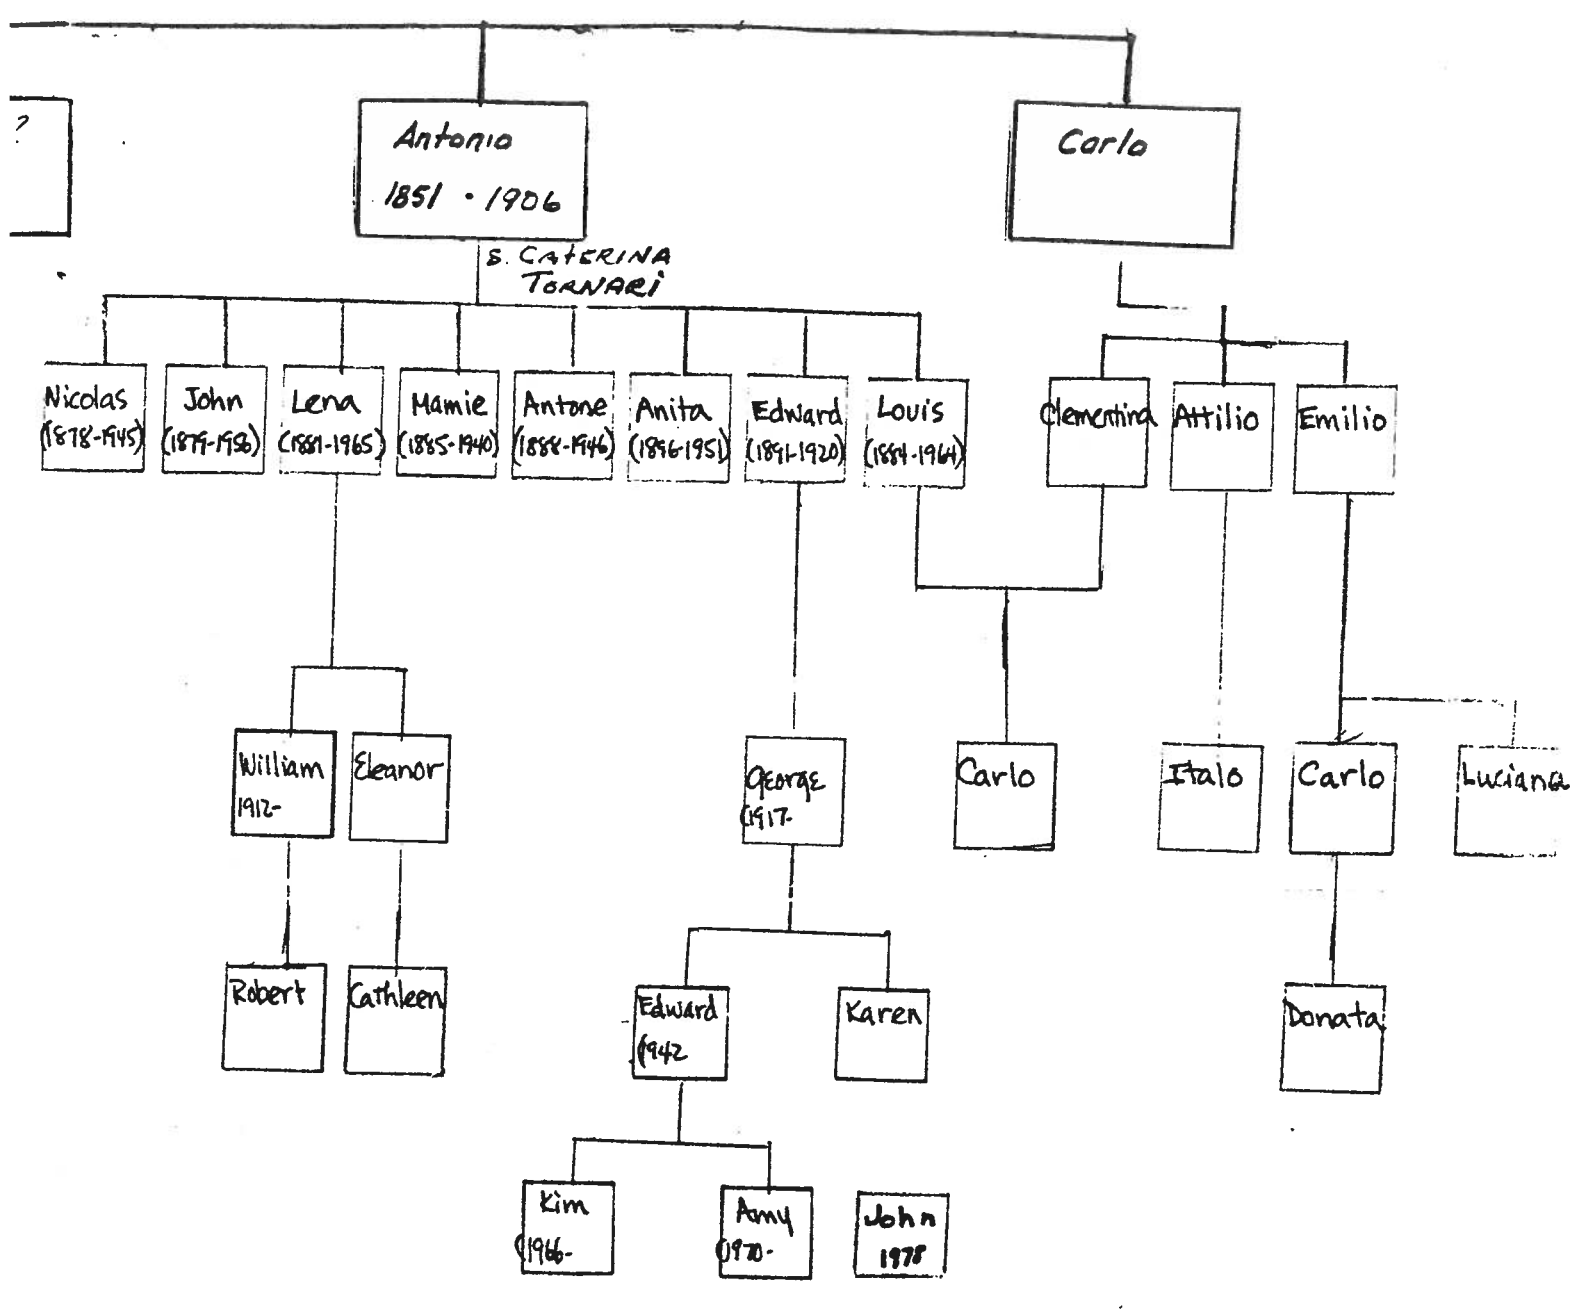 ?
Antonio
1851 · 1906
Carlo
S. CATERINA
TORNARI
Nicolas
(1878-1945)
John
(1879-1956)
Lena
(1887-1965)
Mamie
(1885-1940)
Antone
(1888-1946)
Anita
(1896-1951)
Edward
(1891-1920)
Louis
(1884-1964)
Clementina
Attilio
Emilio
William
1912-
Eleanor
George
(1917-
Carlo
Italo
Carlo
Luciana
Robert
Cathleen
Edward
(1942
Karen
Donata
Kim
(1966-
Amy
(1970-
John
1978